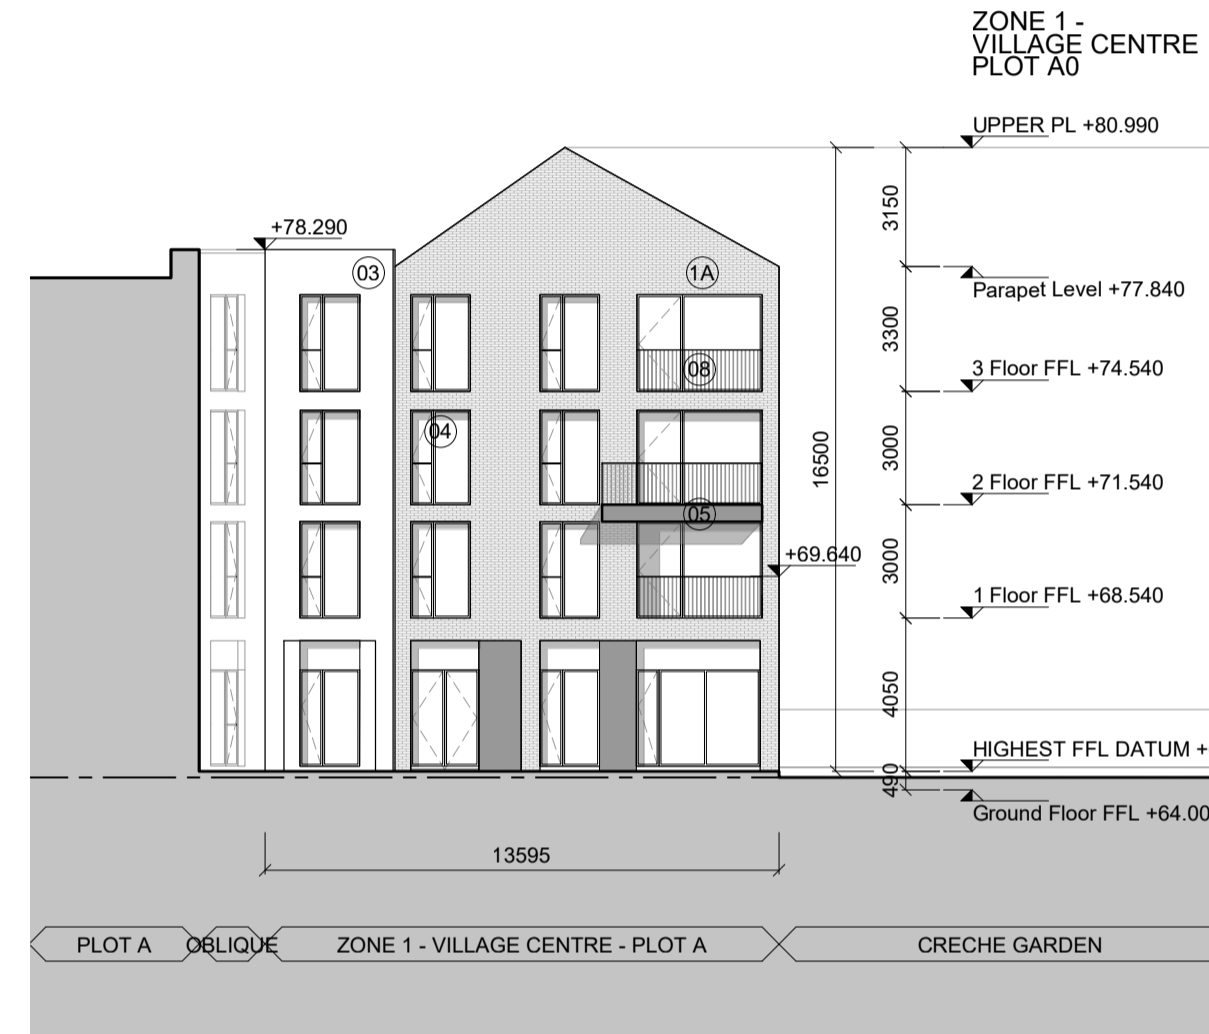 ZONE 1 -
VILLAGE CENTRE
PLOT A0
UPPER PL +80.990
3150
+78.290
03
1A
Parapet Level +77.840
3300
08
3 Floor FFL +74.540
04
16500
3000
2 Floor FFL +71.540
05
+69.640
3000
1 Floor FFL +68.540
4050
HIGHEST FFL DATUM +
490
Ground Floor FFL +64.00
13595
PLOT A
OBLIQUE
ZONE 1 - VILLAGE CENTRE - PLOT A
CRECHE GARDEN